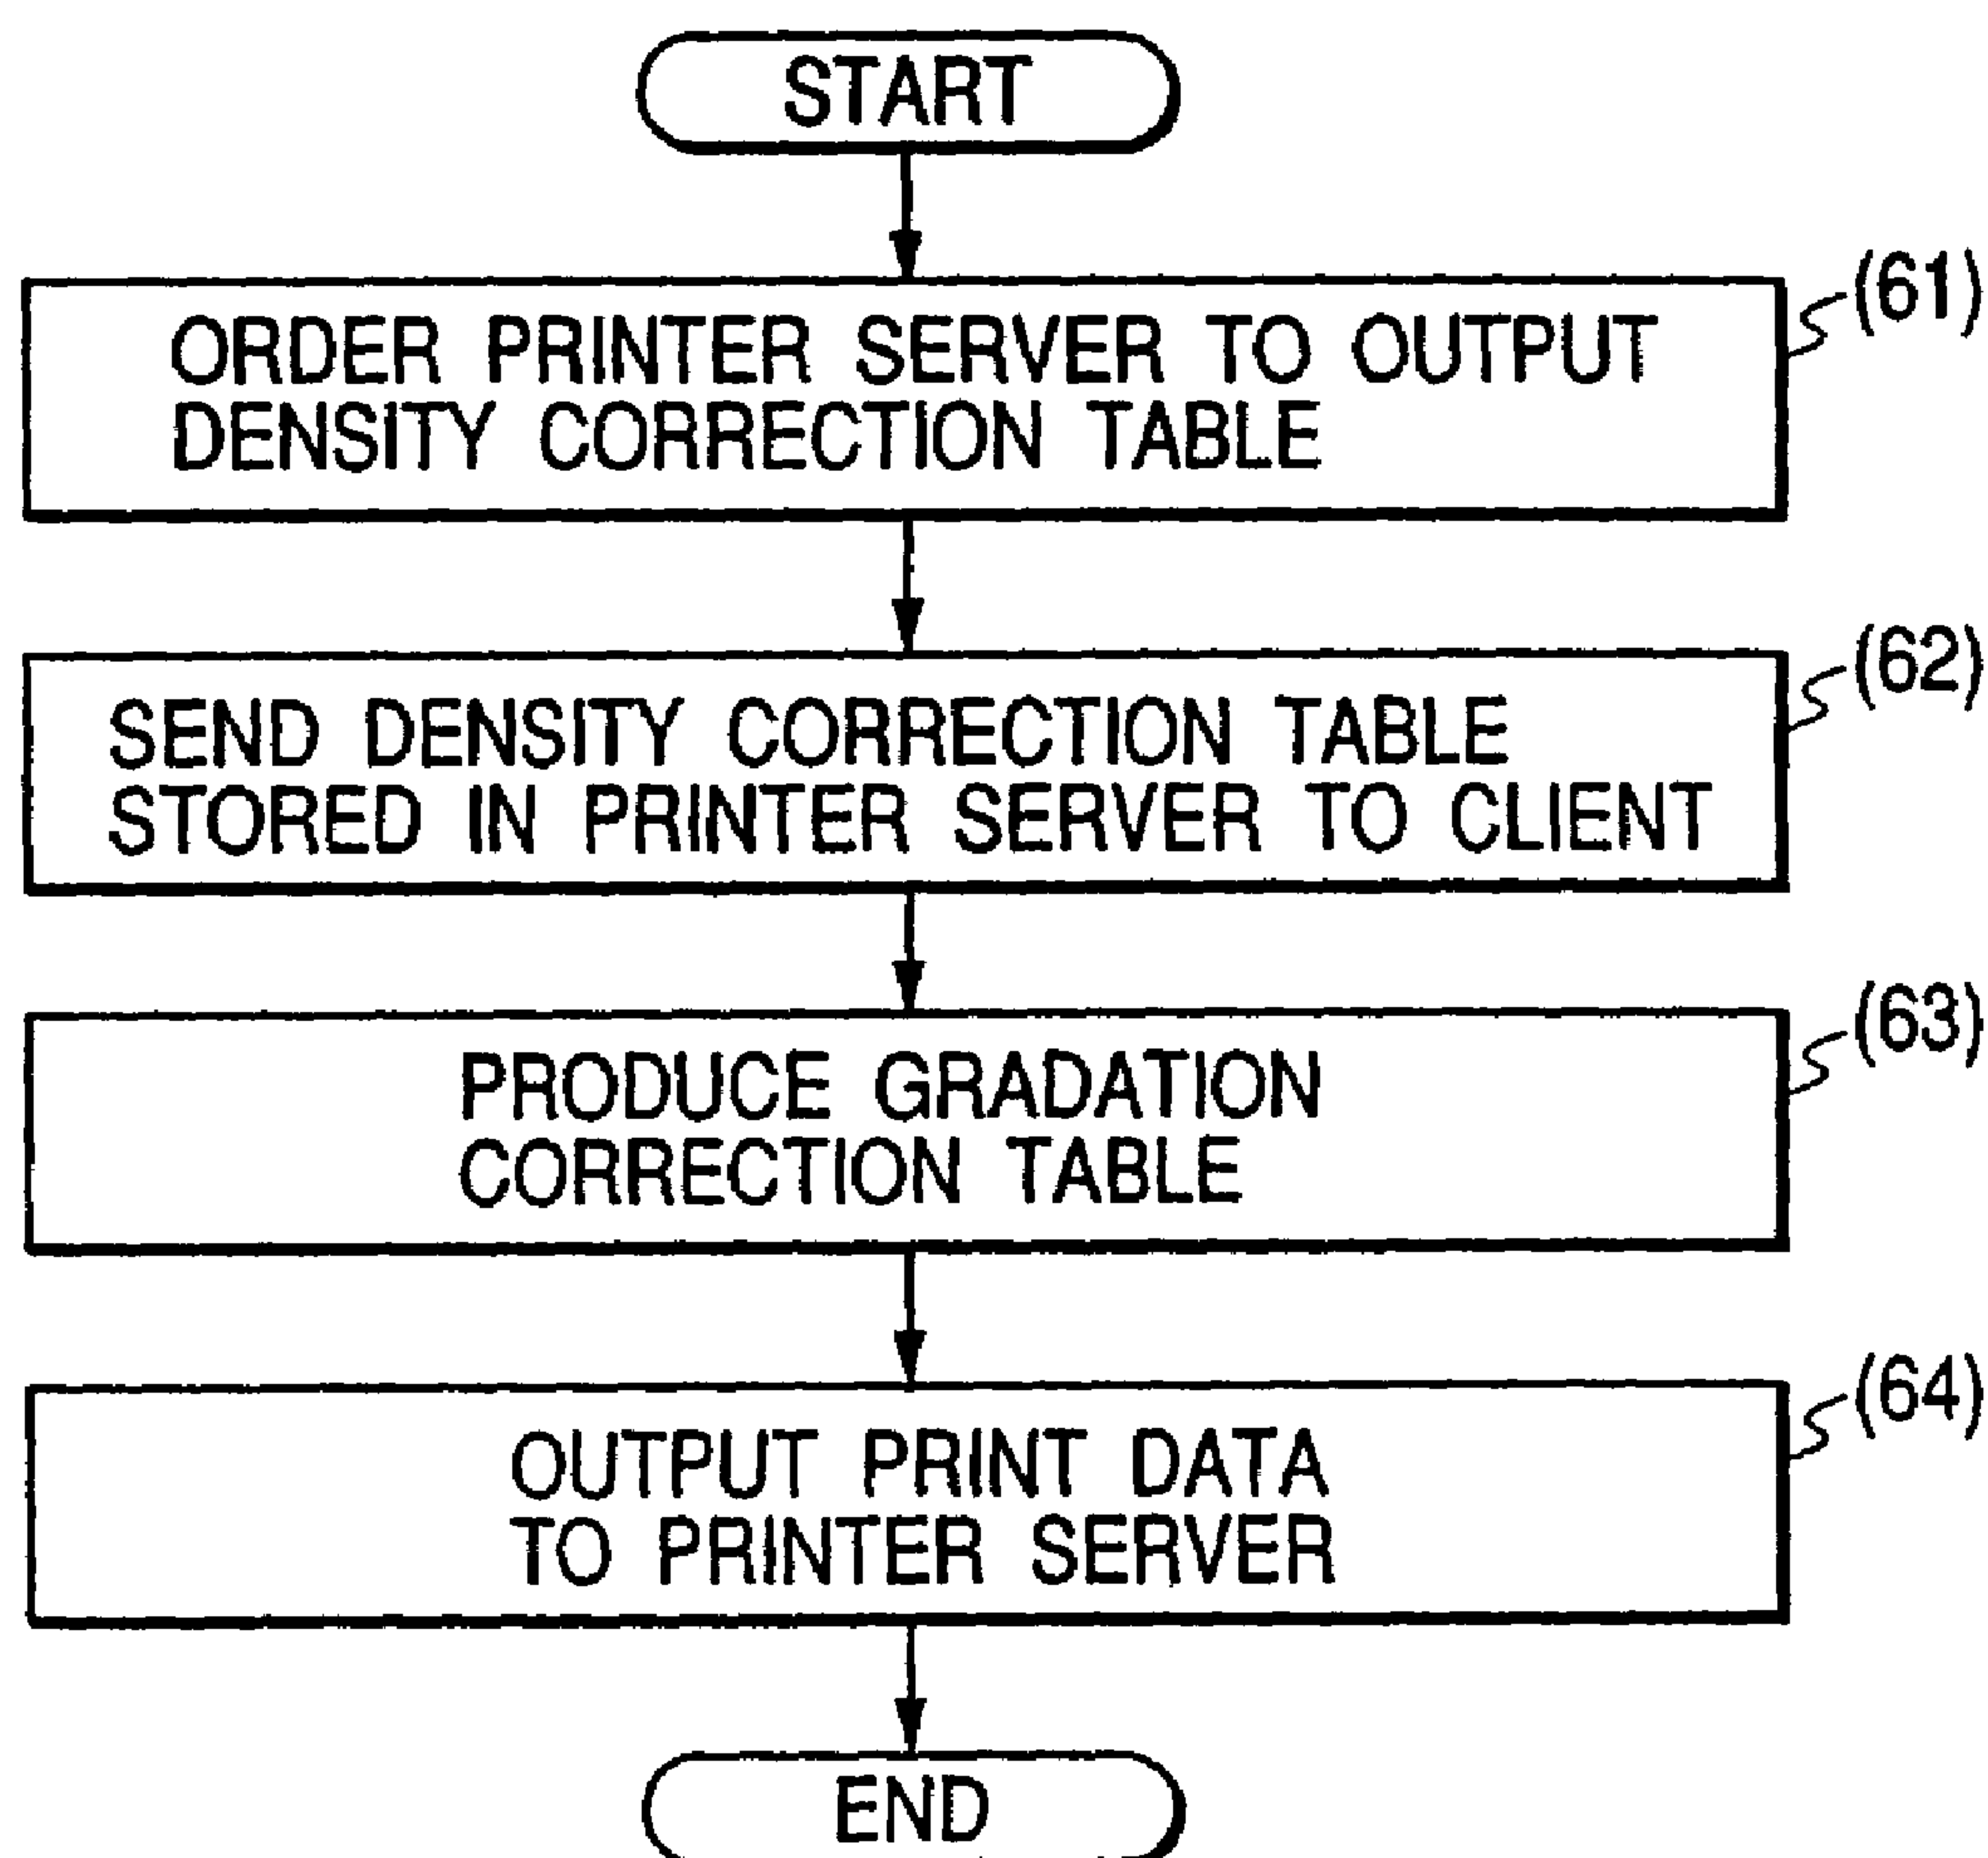 START
(61)
ORDER PRINTER SERVER TO OUTPUT
DENSITY CORRECTION TABLE
(62)
SEND DENSITY CORRECTION TABLE
STORED IN PRINTER SERVER TO CLIENT
(63)
PRODUCE GRADATION
CORRECTION TABLE
(64)
OUTPUT PRINT DATA
TO PRINTER SERVER
END